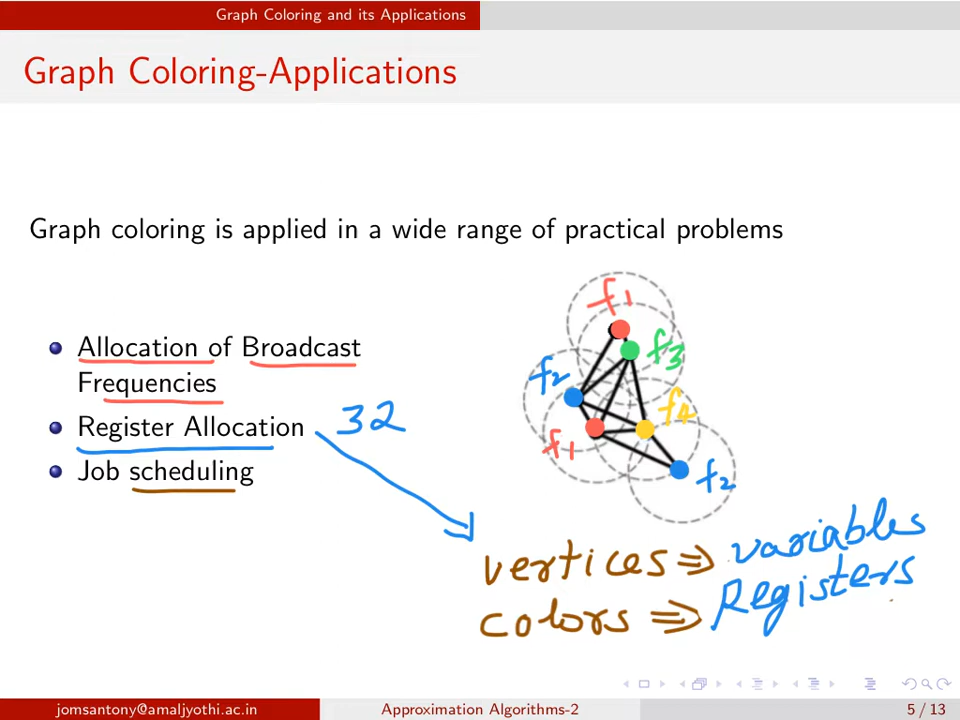 Graph Coloring and its Applications
Graph Coloring-Applications
Graph coloring is applied in a wide range of practical problems
Allocation of Broadcast
Frequencies
Register Allocation
32
Job scheduling
f1
f3
f2
f4
f1
f2
vertices ⇒ variables
colors ⇒ Registers
jomsantony@amaljyothi.ac.in
Approximation Algorithms-2
5 / 13